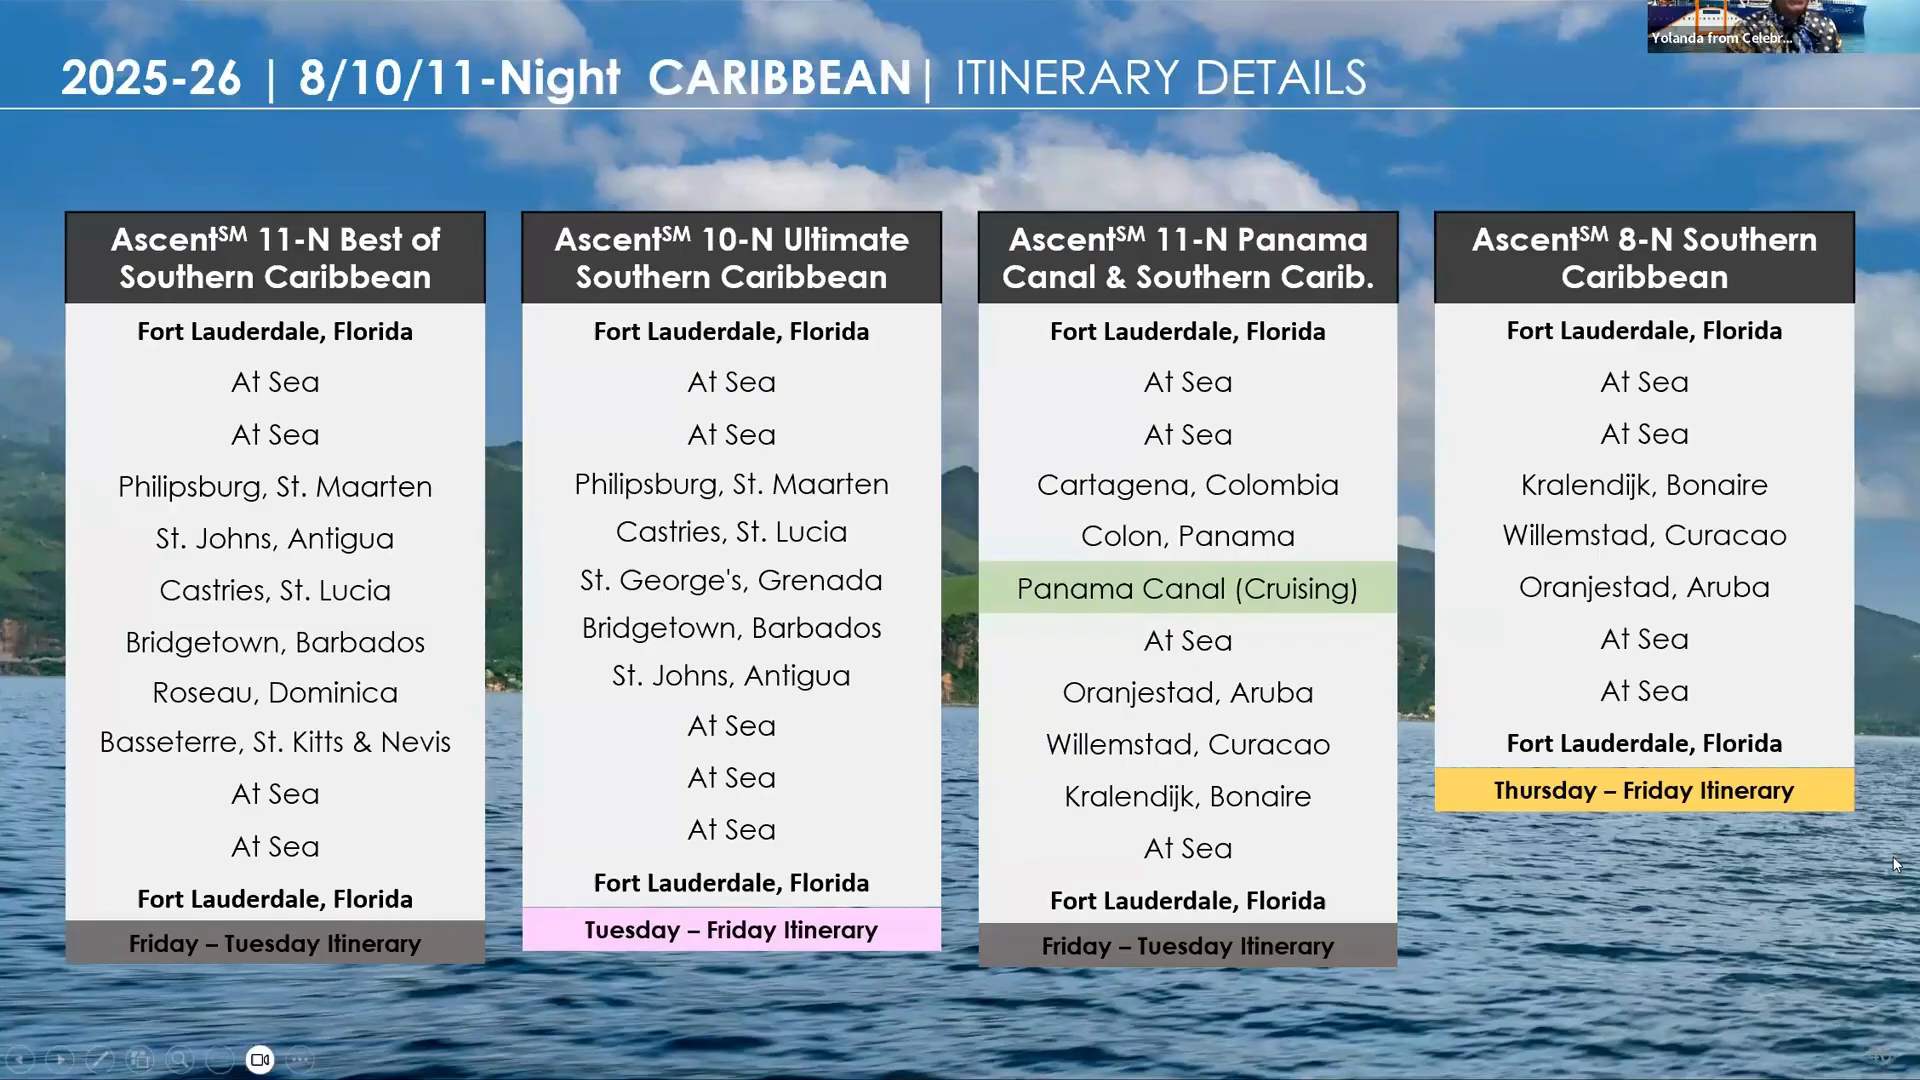 Yolanda from Celebr...
2025-26 | 8/10/11-Night CARIBBEAN| ITINERARY DETAILS
Ascent℠ 11-N Best of
Southern Caribbean
Fort Lauderdale, Florida
At Sea
At Sea
Philipsburg, St. Maarten
St. Johns, Antigua
Castries, St. Lucia
Bridgetown, Barbados
Roseau, Dominica
Basseterre, St. Kitts & Nevis
At Sea
At Sea
Fort Lauderdale, Florida
Friday – Tuesday Itinerary
Ascent℠ 10-N Ultimate
Southern Caribbean
Fort Lauderdale, Florida
At Sea
At Sea
Philipsburg, St. Maarten
Castries, St. Lucia
St. George's, Grenada
Bridgetown, Barbados
St. Johns, Antigua
At Sea
At Sea
At Sea
Fort Lauderdale, Florida
Tuesday – Friday Itinerary
Ascent℠ 11-N Panama
Canal & Southern Carib.
Fort Lauderdale, Florida
At Sea
At Sea
Cartagena, Colombia
Colon, Panama
Panama Canal (Cruising)
At Sea
Oranjestad, Aruba
Willemstad, Curacao
Kralendijk, Bonaire
At Sea
Fort Lauderdale, Florida
Friday – Tuesday Itinerary
Ascent℠ 8-N Southern
Caribbean
Fort Lauderdale, Florida
At Sea
At Sea
Kralendijk, Bonaire
Willemstad, Curacao
Oranjestad, Aruba
At Sea
At Sea
Fort Lauderdale, Florida
Thursday – Friday Itinerary